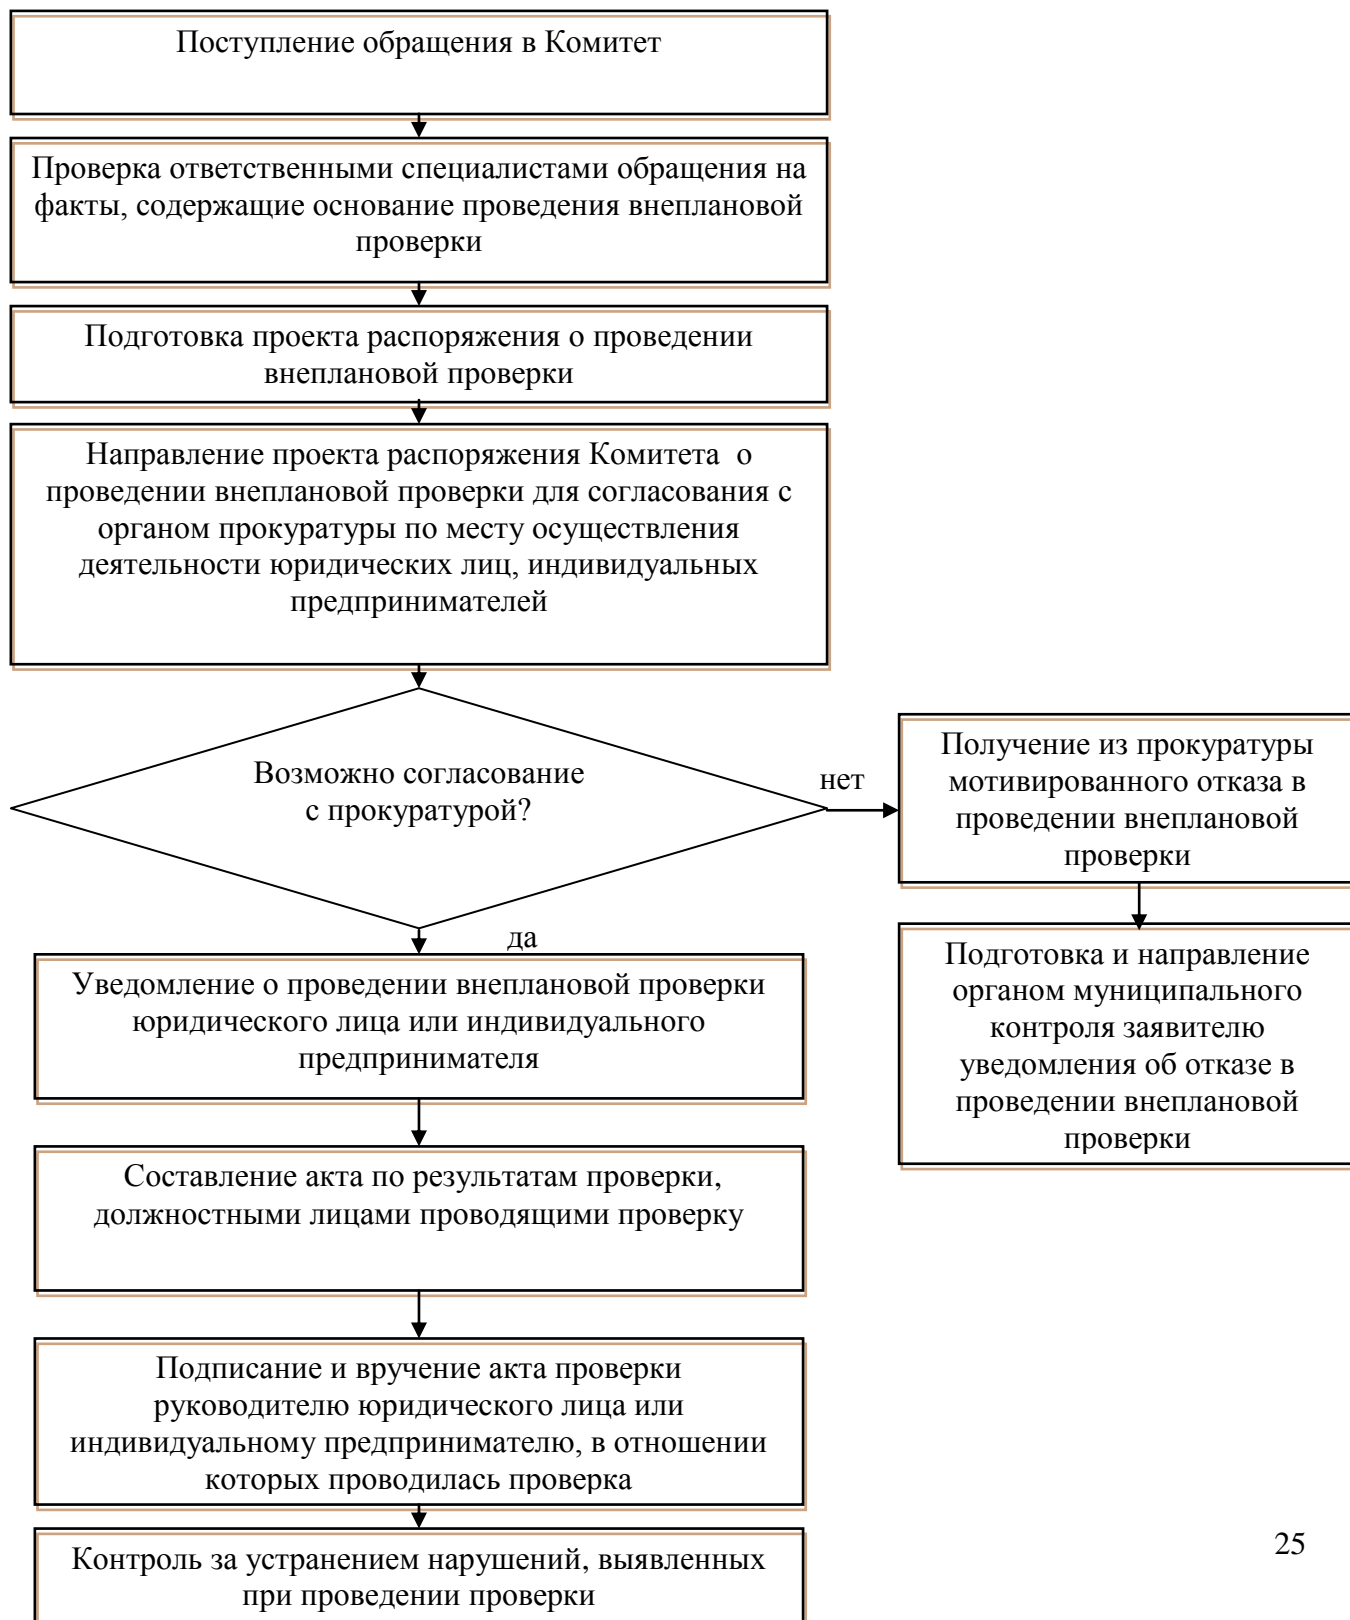 Поступление обращения в Комитет
Проверка ответственными специалистами обращения на
факты, содержащие основание проведения внеплановой
проверки
Подготовка проекта распоряжения о проведении
внеплановой проверки
Направление проекта распоряжения Комитета  о
проведении внеплановой проверки для согласования с
органом прокуратуры по месту осуществления
деятельности юридических лиц, индивидуальных
предпринимателей
Возможно согласование
с прокуратурой?
нет
Получение из прокуратуры
мотивированного отказа в
проведении внеплановой
проверки
Подготовка и направление
органом муниципального
контроля заявителю
уведомления об отказе в
проведении внеплановой
проверки
да
Уведомление о проведении внеплановой проверки
юридического лица или индивидуального
предпринимателя
Составление акта по результатам проверки,
должностными лицами проводящими проверку
Подписание и вручение акта проверки
руководителю юридического лица или
индивидуальному предпринимателю, в отношении
которых проводилась проверка
Контроль за устранением нарушений, выявленных
при проведении проверки
25